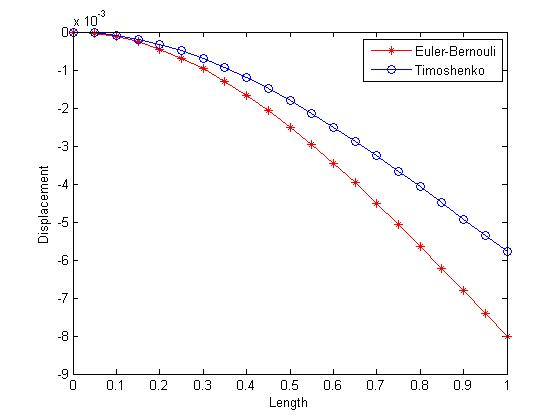 x 10^-3
Euler-Bernouli
Timoshenko
0
-1
-2
-3
-4
-5
-6
-7
-8
-9
Displacement
0 0.1 0.2 0.3 0.4 0.5 0.6 0.7 0.8 0.9 1
Length